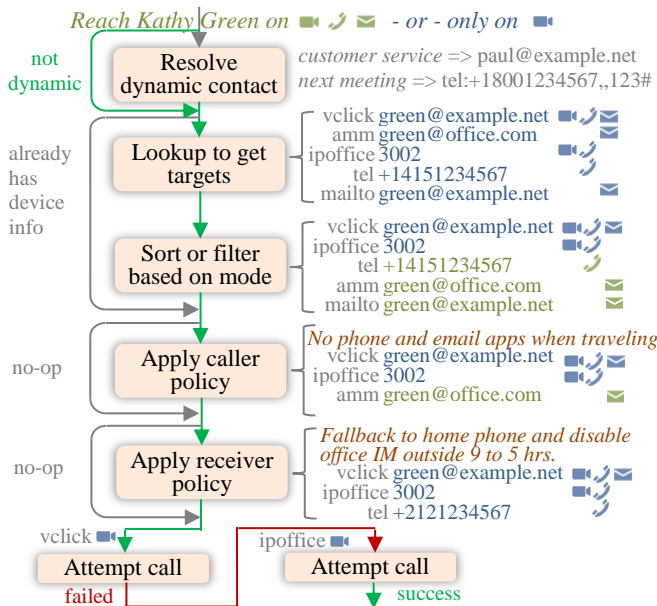 Reach Kathy Green on - or - only on
not dynamic
Resolve dynamic contact
customer service => paul@example.net
next meeting => tel:+18001234567,,123#
already has device info
Lookup to get targets
vclick green@example.net
amm green@office.com
ipoffice 3002
tel +14151234567
mailto green@example.net
Sort or filter based on mode
vclick green@example.net
ipoffice 3002
tel +14151234567
amm green@office.com
mailto green@example.net
no-op
Apply caller policy
No phone and email apps when traveling
vclick green@example.net
ipoffice 3002
amm green@office.com
no-op
Apply receiver policy
Fallback to home phone and disable
office IM outside 9 to 5 hrs.
vclick green@example.net
ipoffice 3002
tel +2121234567
vclick
ipoffice
Attempt call
Attempt call
failed
success